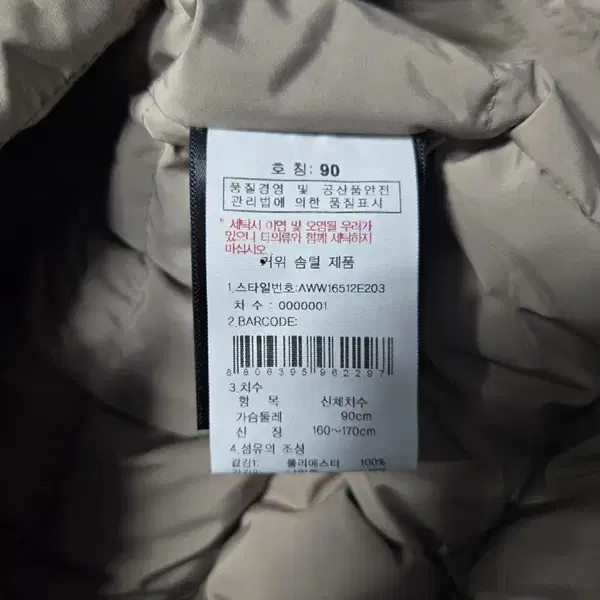 호 칭: 90
품질경영 및 공산품안전
관리법에 의한 품질표시
* 세탁시 이염 및 오염될 우려가
있으니 타의류와 함께 세탁하지
마십시오
거위 솜털 제품
1.스타일번호:AWW16512E203
차 수 : 0000001
2.BARCODE:
8806395962297
3.치수
항 목 신체치수
가슴둘레 90cm
신 장 160~170cm
4.섬유의 조성
겉감1: 폴리에스터 100%